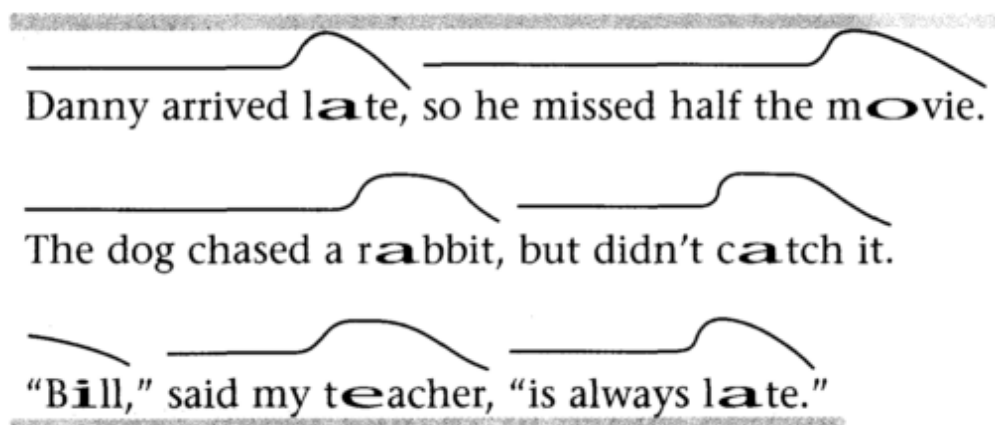 Danny arrived late, so he missed half the movie.
The dog chased a rabbit, but didn't catch it.
“Bill,” said my teacher, “is always late.”